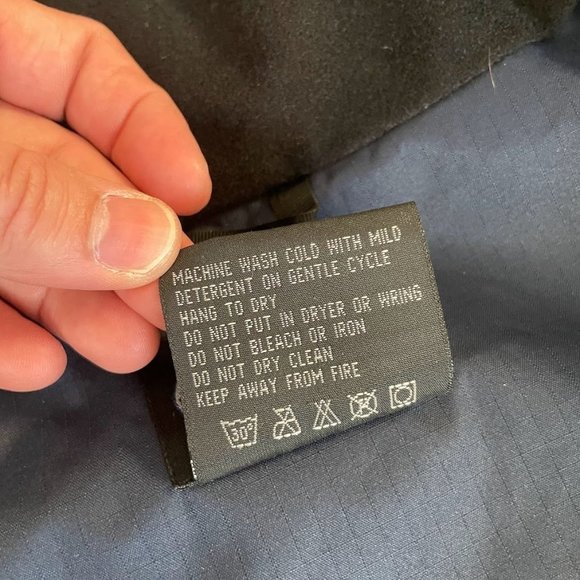 MACHINE WASH COLD WITH MILD
DETERGENT ON GENTLE CYCLE
HANG TO DRY
DO NOT PUT IN DRYER OR WRING
DO NOT BLEACH OR IRON
DO NOT DRY CLEAN
KEEP AWAY FROM FIRE
30°